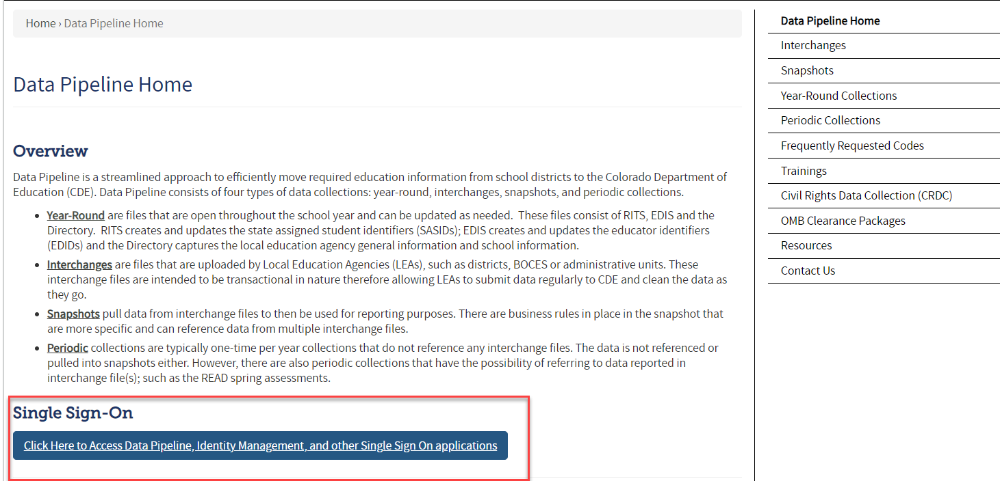 Home › Data Pipeline Home
Data Pipeline Home
Overview
Data Pipeline is a streamlined approach to efficiently move required education information from school districts to the Colorado Department of
Education (CDE). Data Pipeline consists of four types of data collections: year-round, interchanges, snapshots, and periodic collections.
• Year-Round are files that are open throughout the school year and can be updated as needed.  These files consist of RITS, EDIS and the
Directory.  RITS creates and updates the state assigned student identifiers (SASIDs); EDIS creates and updates the educator identifiers
(EDIDs) and the Directory captures the local education agency general information and school information.
• Interchanges are files that are uploaded by Local Education Agencies (LEAs), such as districts, BOCES or administrative units. These
interchange files are intended to be transactional in nature therefore allowing LEAs to submit data regularly to CDE and clean the data as
they go.
• Snapshots pull data from interchange files to then be used for reporting purposes. There are business rules in place in the snapshot that
are more specific and can reference data from multiple interchange files.
• Periodic collections are typically one-time per year collections that do not reference any interchange files. The data is not referenced or
pulled into snapshots either. However, there are also periodic collections that have the possibility of referring to data reported in
interchange file(s); such as the READ spring assessments.
Single Sign-On
Click Here to Access Data Pipeline, Identity Management, and other Single Sign On applications
Data Pipeline Home
Interchanges
Snapshots
Year-Round Collections
Periodic Collections
Frequently Requested Codes
Trainings
Civil Rights Data Collection (CRDC)
OMB Clearance Packages
Resources
Contact Us